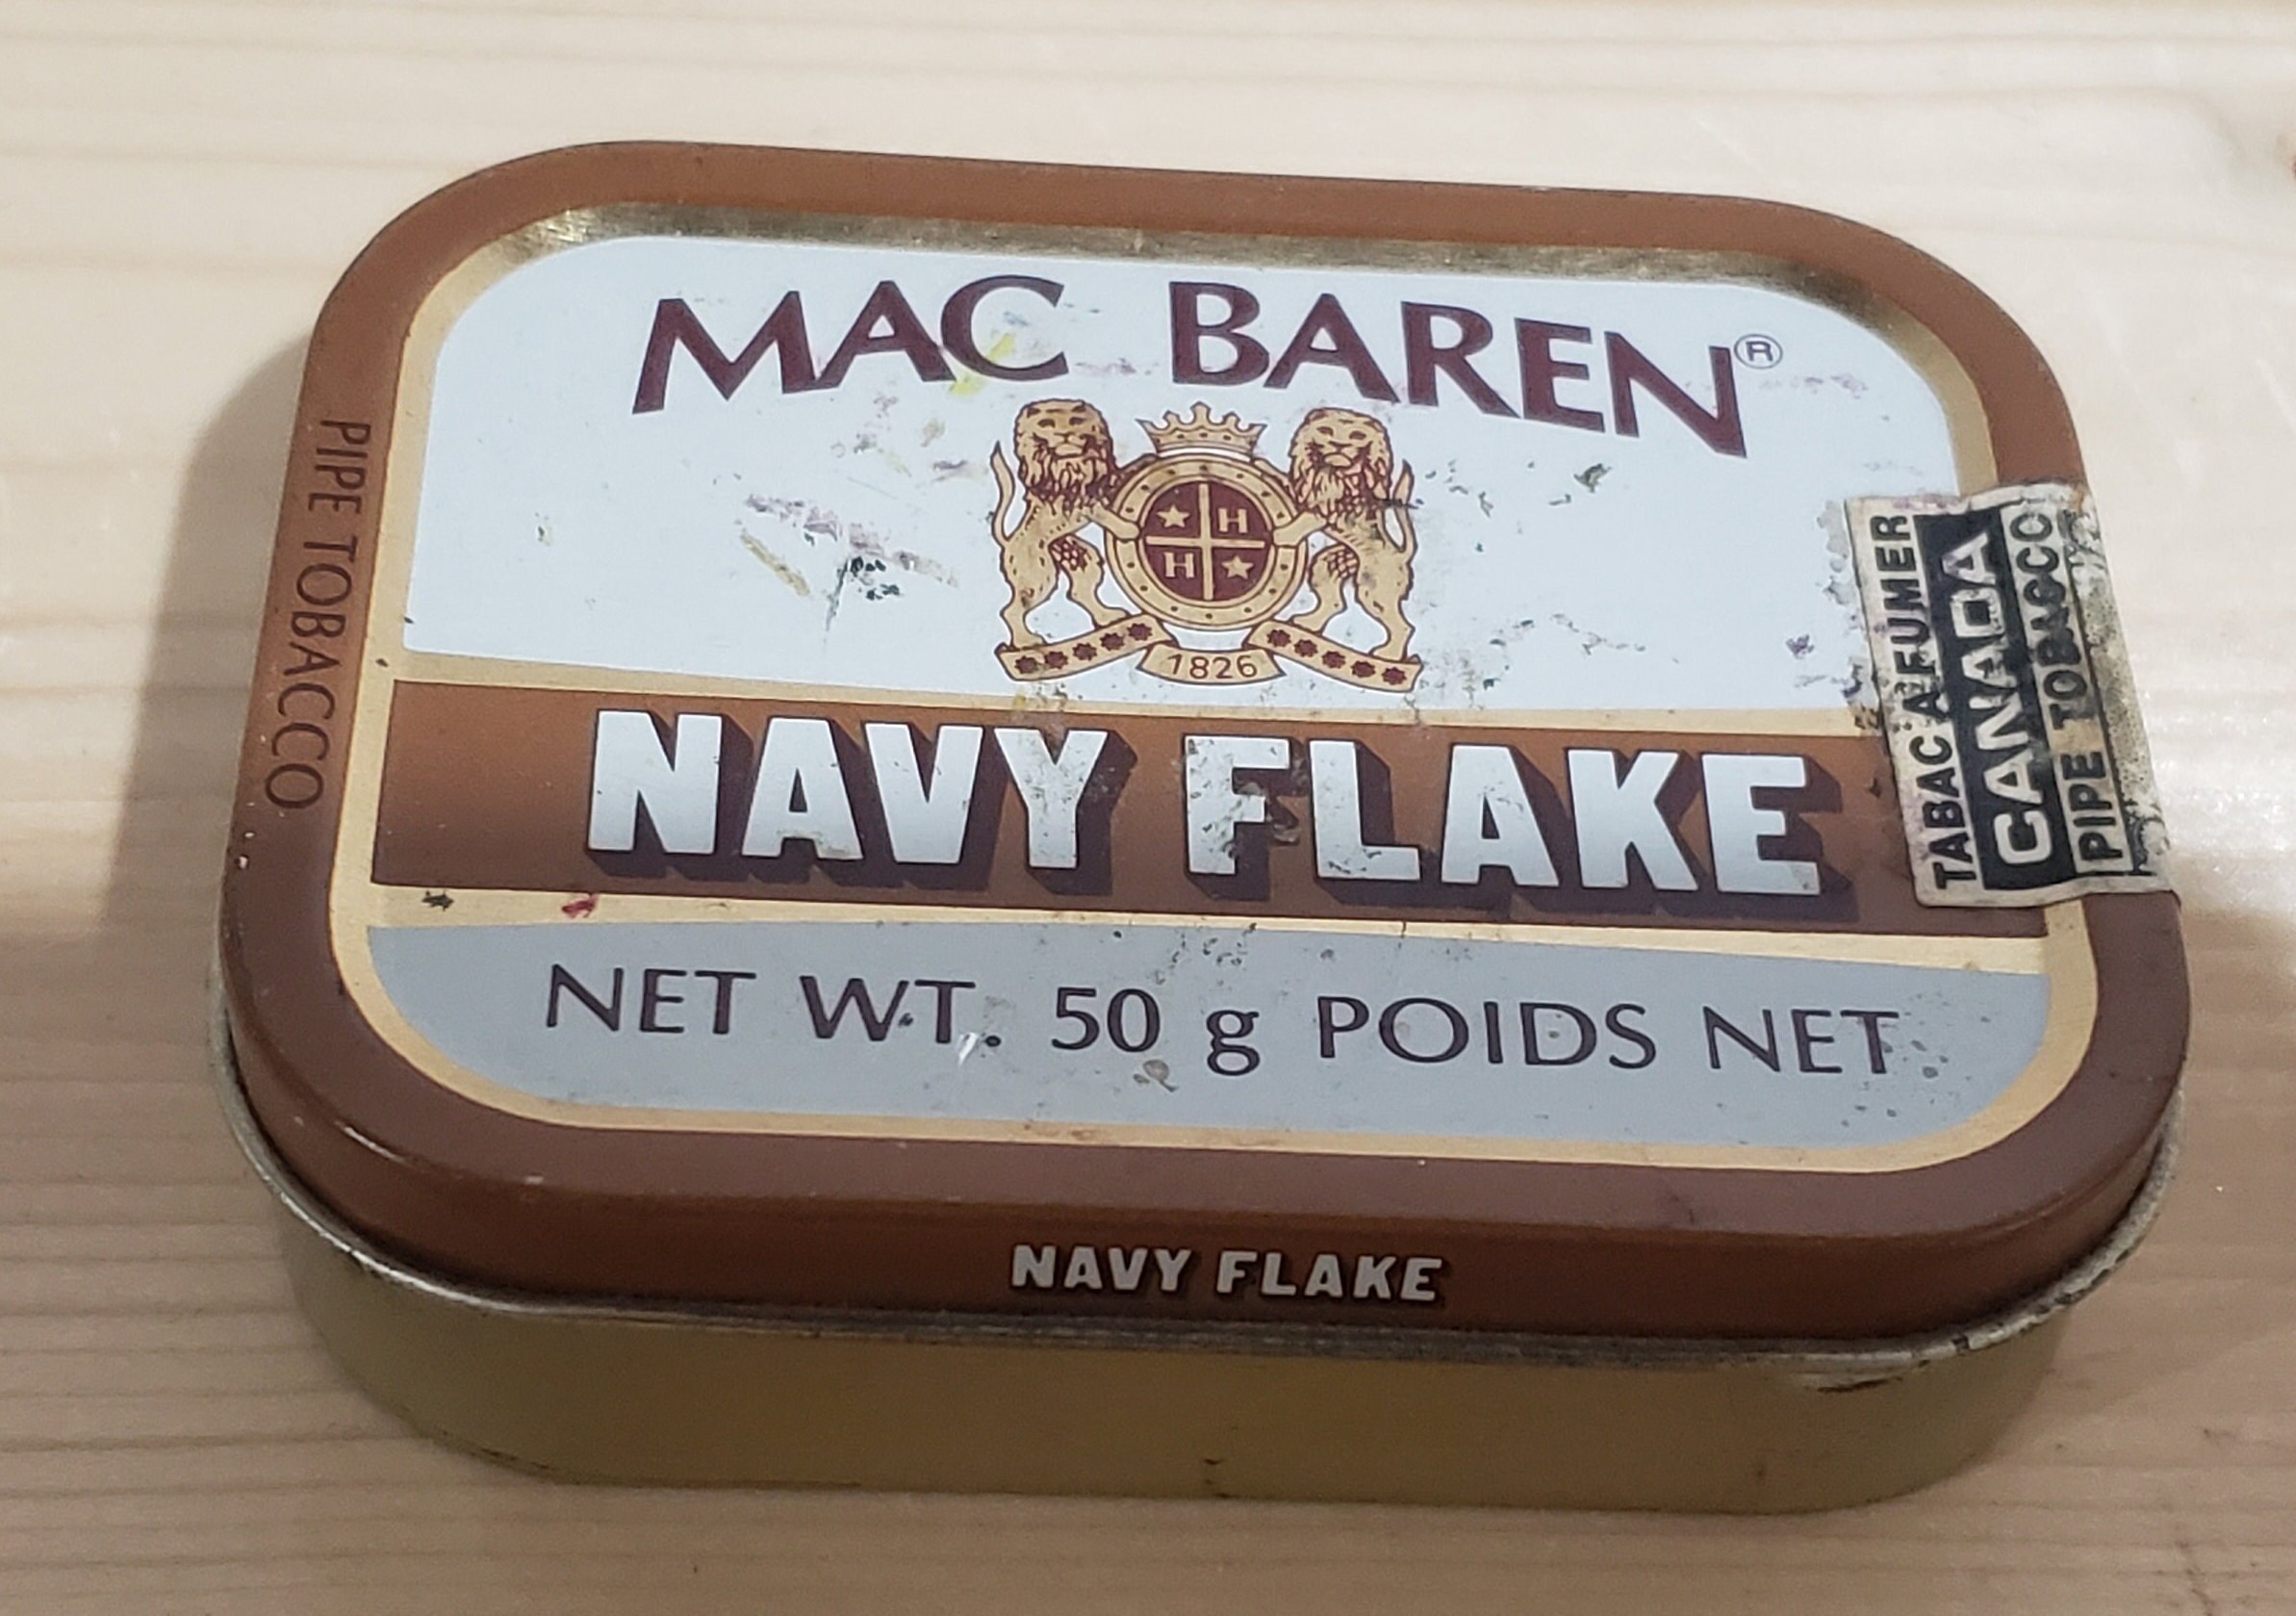 MAC BAREN®
H
H
1826
NAVY FLAKE
NET WT. 50 g POIDS NET
NAVY FLAKE
PIPE TOBACCO
TABAC À FUMER
CANADA
PIPE TOBACCO